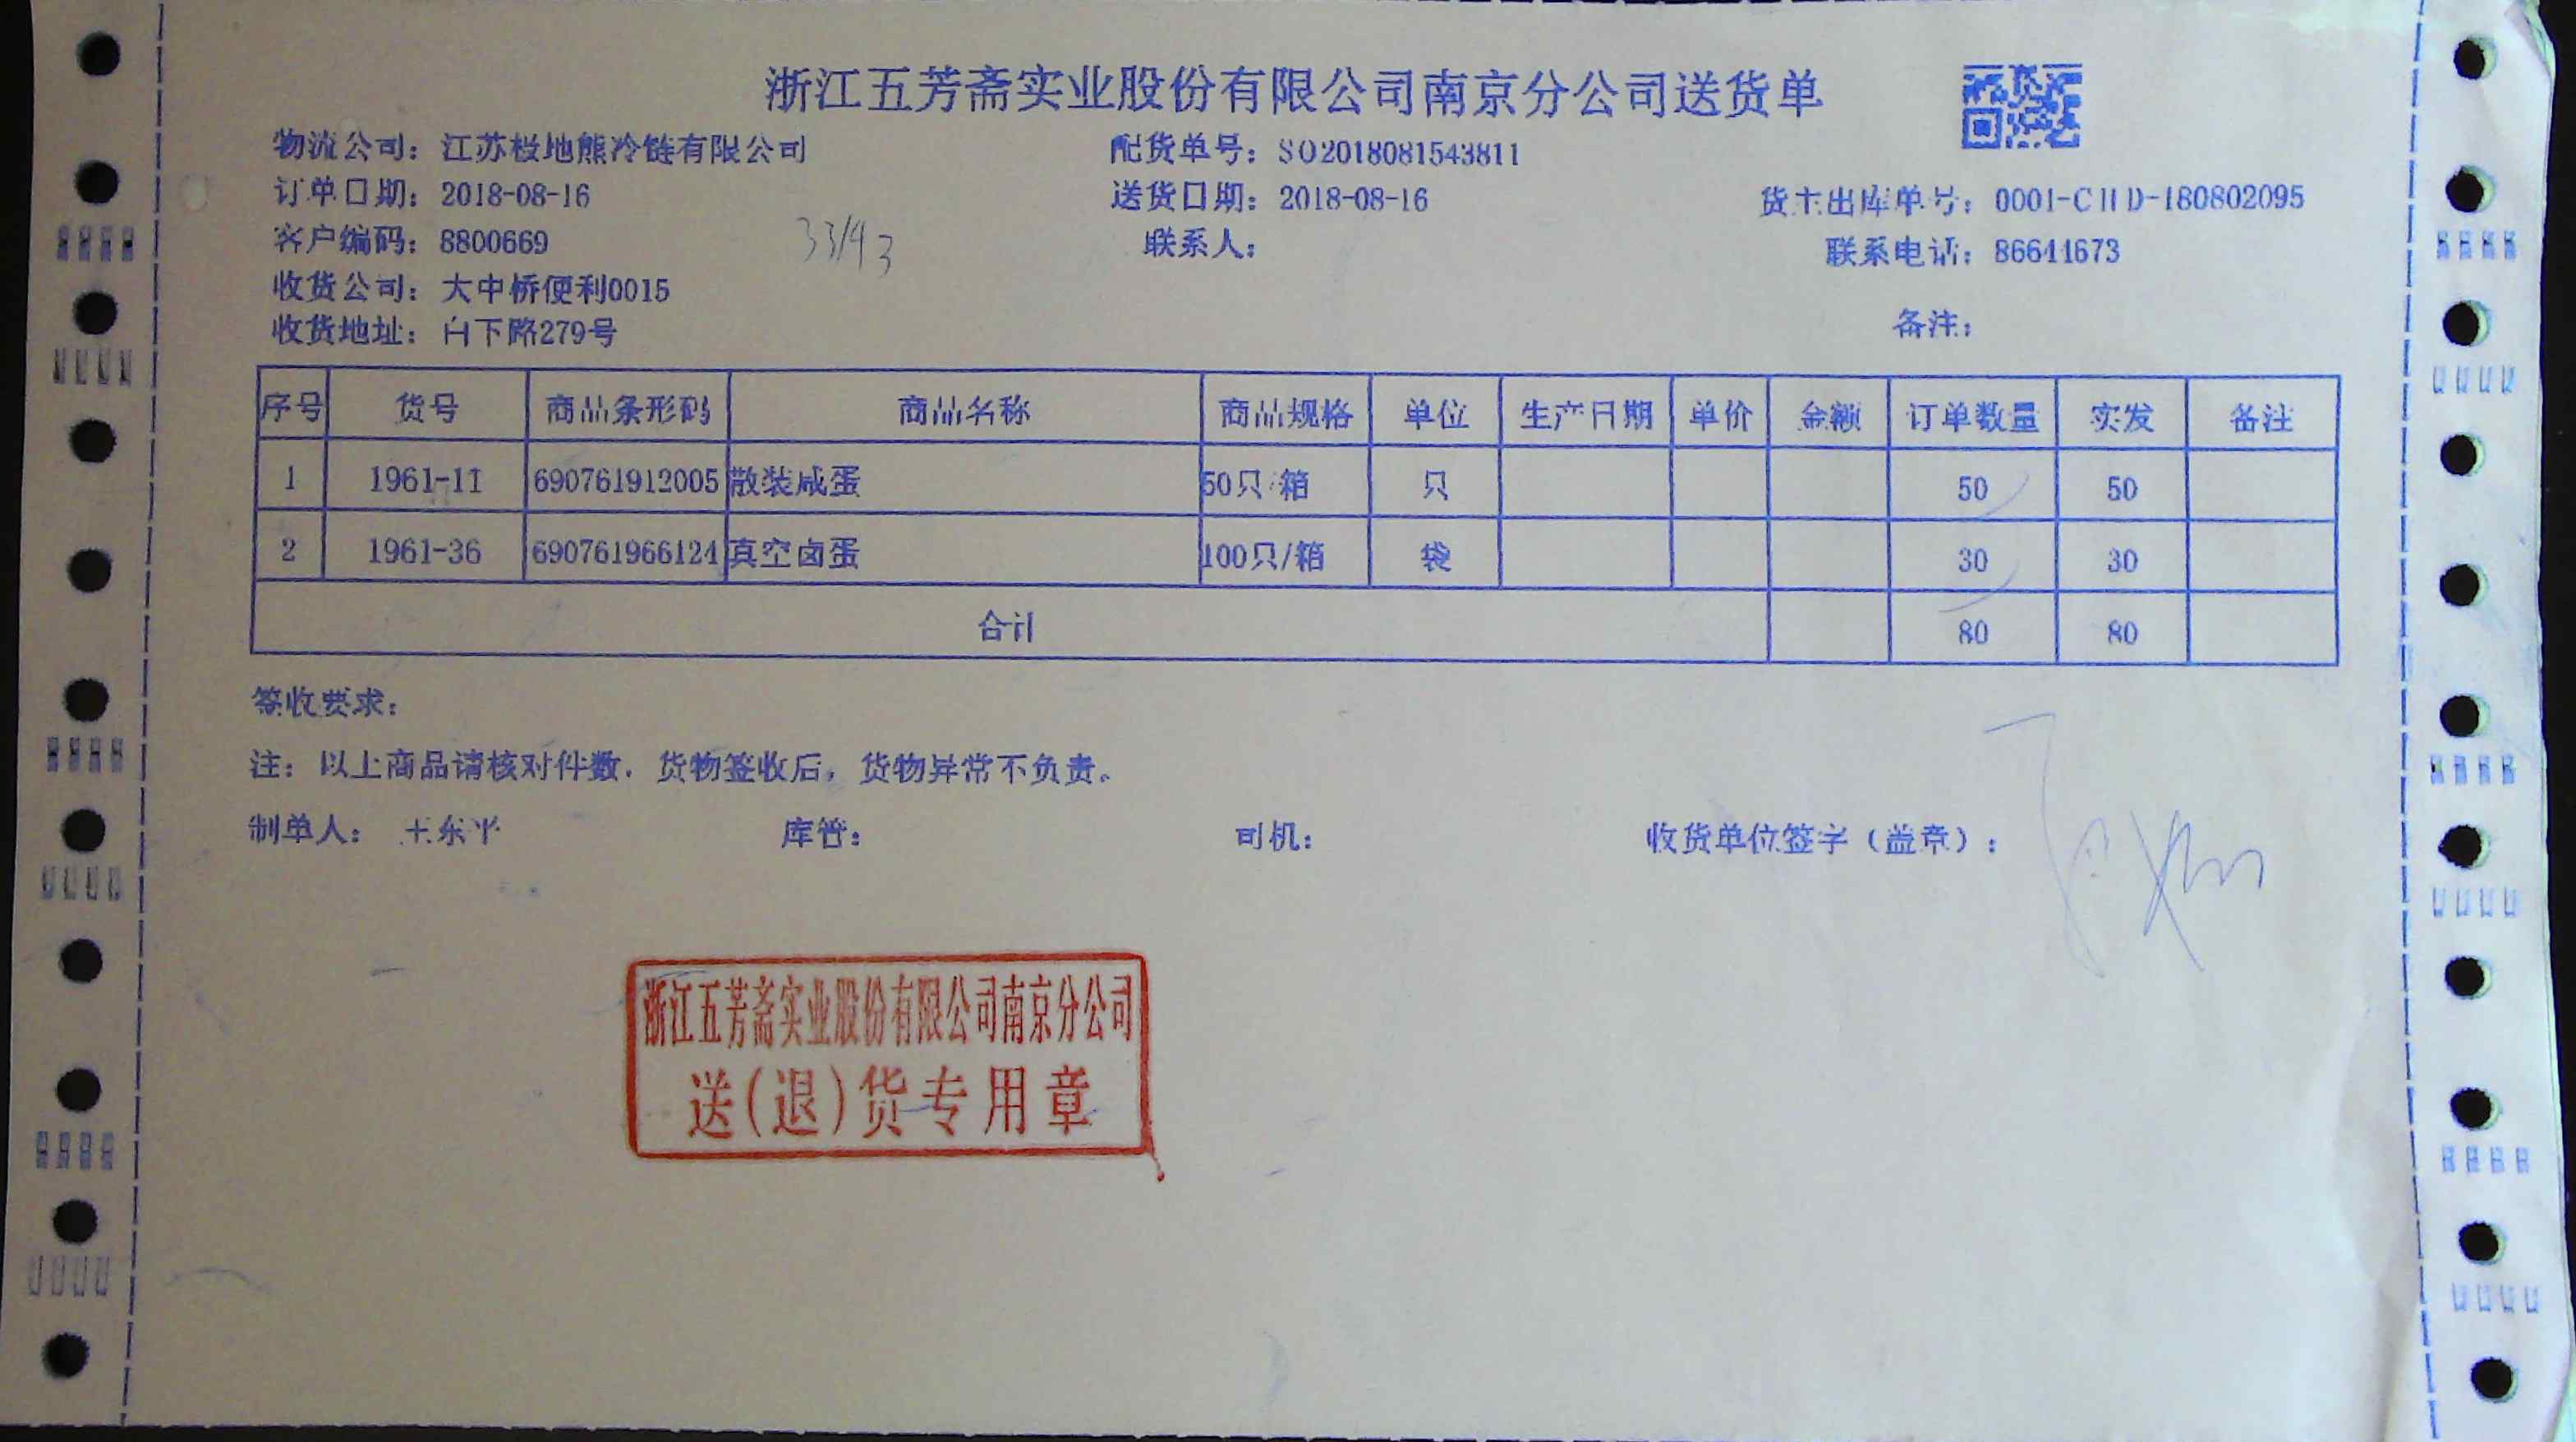 浙江五芳斋实业股份有限公司南京分公司送货单
物流公司：江苏极地熊冷链有限公司 配货单号：SO2018081543811
订单日期：2018-08-16 送货日期：2018-08-16 货主出库单号：0001-CHD-180802095
客户编码：8800669 33/43 联系人： 联系电话：86641673
收货公司：大中桥便利0015
收货地址：白下路279号 备注：
序号 货号 商品条形码 商品名称 商品规格 单位 生产日期 单价 金额 订单数量 实发 备注
1 1961-11 690761912005 散装咸蛋 50只/箱 只 50 50
2 1961-36 690761966124 真空卤蛋 100只/箱 袋 30 30
合计 80 80
签收要求：
注：以上商品请核对件数，货物签收后，货物异常不负责。
制单人： 王东平 库管： 司机： 收货单位签字（盖章）：
浙江五芳斋实业股份有限公司南京分公司
送(退)货专用章